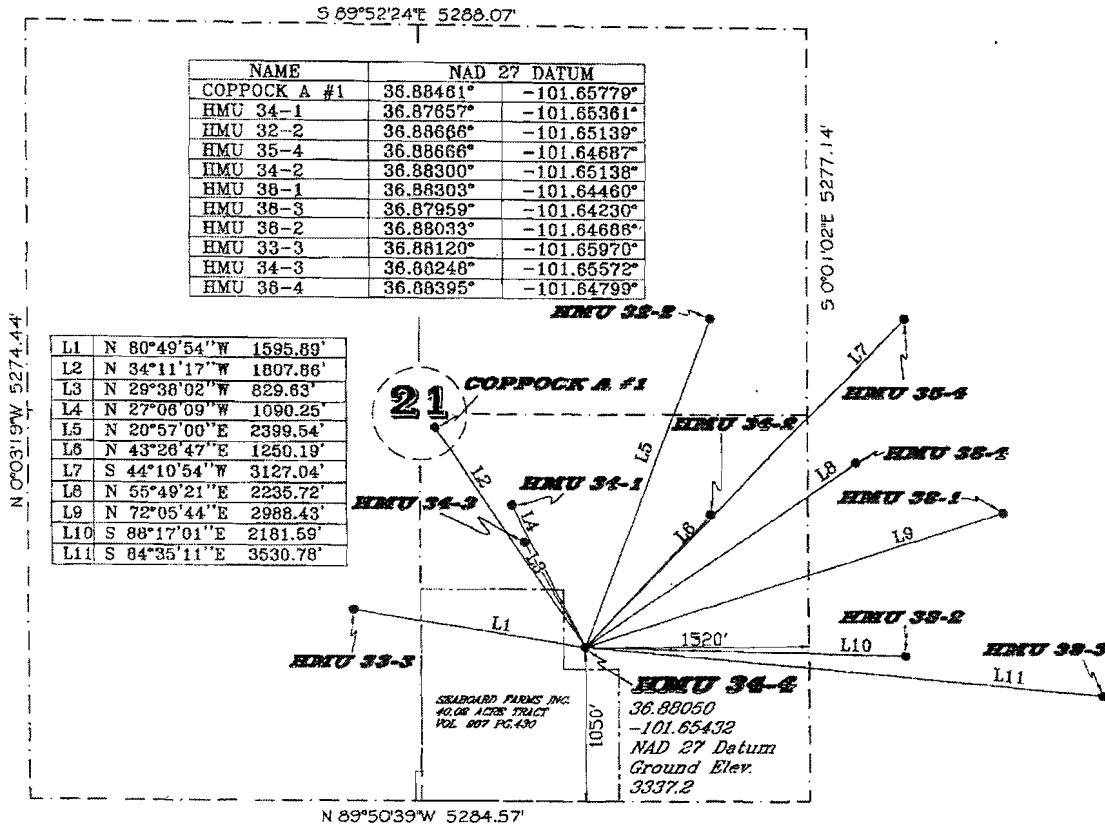 S 89°52'24"E 5288.07'
NAME NAD 27 DATUM
COPPOCK A #1 36.88461° -101.65779°
HMU 34-1 36.87657° -101.65361°
HMU 32-2 36.88666° -101.65139°
HMU 35-4 36.88666° -101.64687°
HMU 34-2 36.88300° -101.65138°
HMU 38-1 36.88303° -101.64460°
HMU 38-3 36.87959° -101.64230°
HMU 38-2 36.88033° -101.64686°
HMU 33-3 36.88120° -101.65970°
HMU 34-3 36.88248° -101.65572°
HMU 38-4 36.88395° -101.64799°
S 0°01'02"E 5277.14'
N 0°03'19"W 5274.44'
L1 N 80°49'54"W 1595.89'
L2 N 34°11'17"W 1807.86'
L3 N 29°38'02"W 829.63'
L4 N 27°06'09"W 1090.25'
L5 N 20°57'00"E 2399.54'
L6 N 43°26'47"E 1250.19'
L7 S 44°10'54"W 3127.04'
L8 N 55°49'21"E 2235.72'
L9 N 72°05'44"E 2988.43'
L10 S 88°17'01"E 2181.59'
L11 S 84°35'11"E 3530.78'
HMU 32-2
L7
HMU 35-4
21
COPPOCK A #1
HMU 34-2
L5
L8
HMU 38-4
L2
HMU 34-1
HMU 34-3
L4
L3
L6
HMU 38-1
L9
L1
HMU 33-3
1520'
L10
HMU 38-2
L11
HMU 38-3
HMU 34-4
36.88050
-101.65432
NAD 27 Datum
Ground Elev.
3337.2
SEABOARD FARMS INC.
40.02 ACRE TRACT
VOL 907 PG.430
1050'
N 89°50'39"W 5284.57'